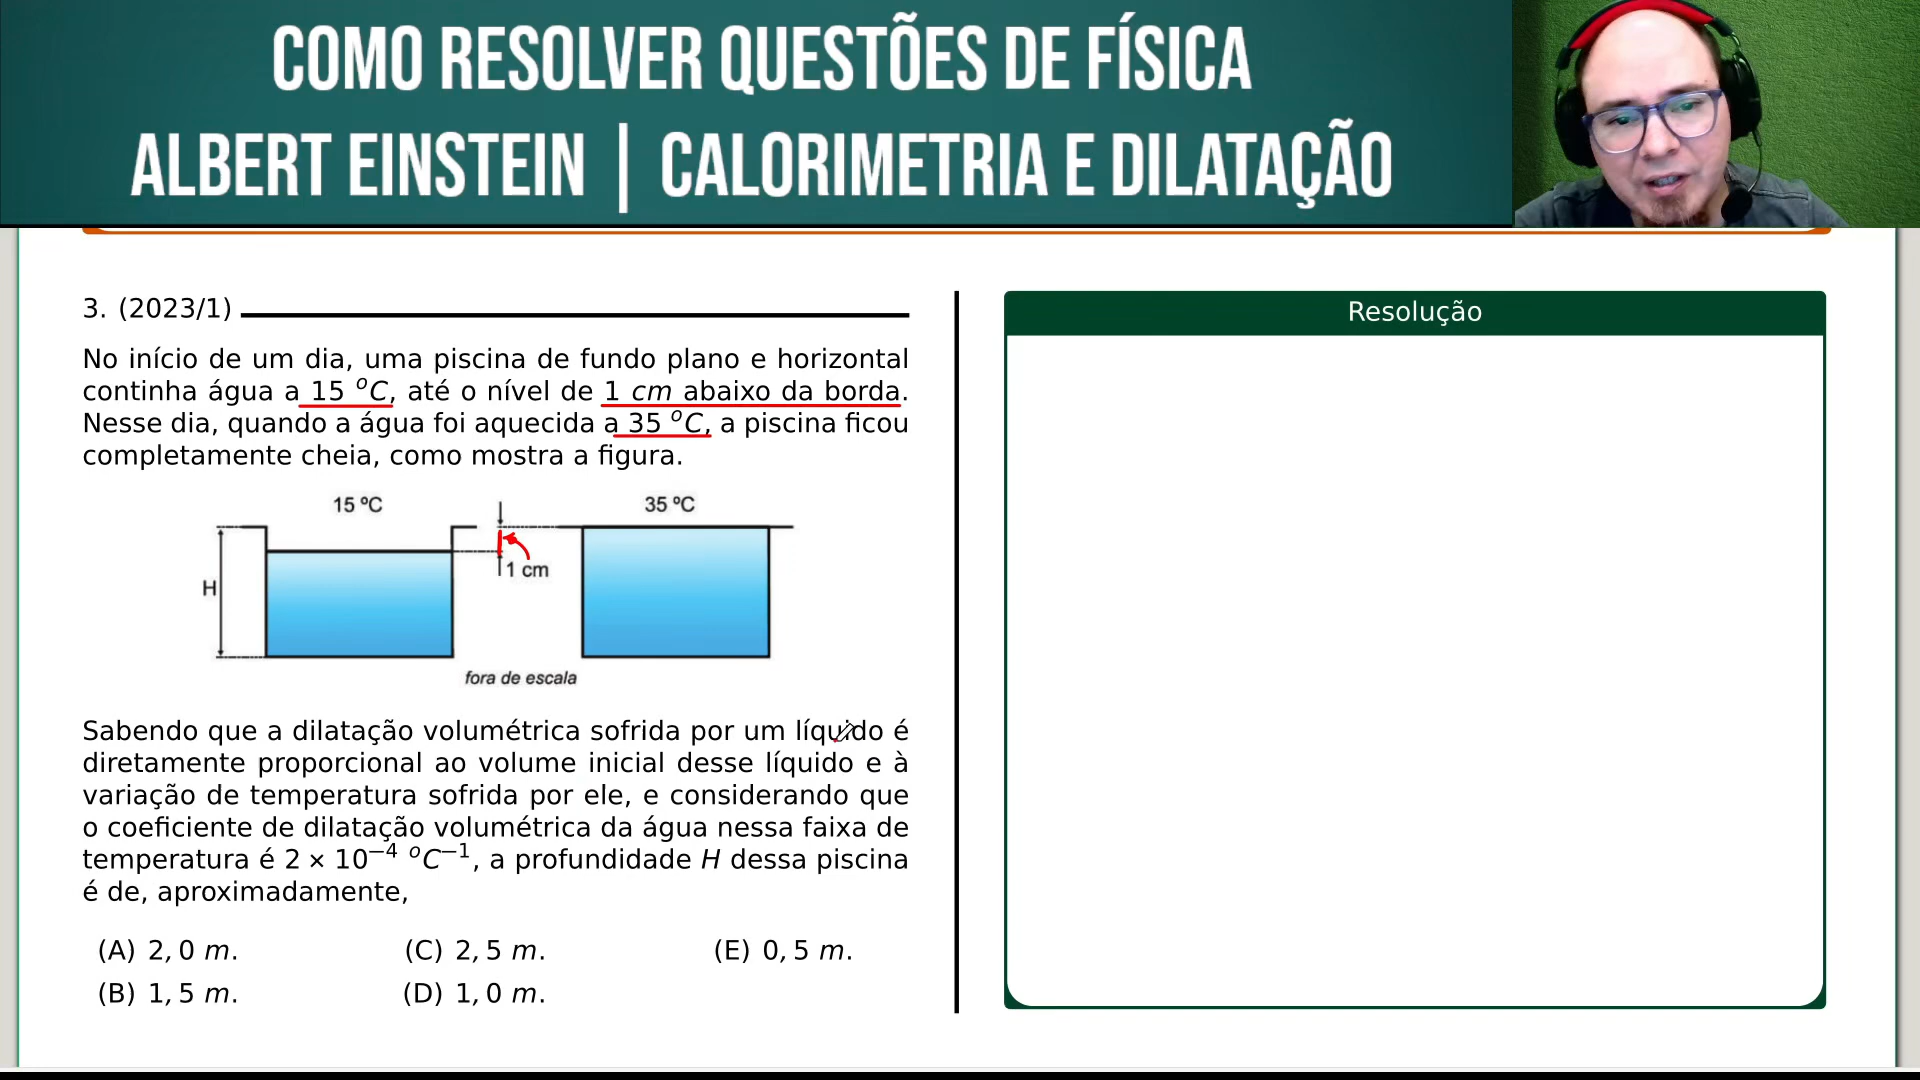 COMO RESOLVER QUESTÕES DE FÍSICA
ALBERT EINSTEIN | CALORIMETRIA E DILATAÇÃO
3. (2023/1)
No início de um dia, uma piscina de fundo plano e horizontal
continha água a 15 °C, até o nível de 1 cm abaixo da borda.
Nesse dia, quando a água foi aquecida a 35 °C, a piscina ficou
completamente cheia, como mostra a figura.
15 ºC
35 ºC
H
1 cm
fora de escala
Sabendo que a dilatação volumétrica sofrida por um líquido é
diretamente proporcional ao volume inicial desse líquido e à
variação de temperatura sofrida por ele, e considerando que
o coeficiente de dilatação volumétrica da água nessa faixa de
temperatura é 2 × 10⁻⁴ °C⁻¹, a profundidade H dessa piscina
é de, aproximadamente,
(A) 2, 0 m.
(C) 2, 5 m.
(E) 0, 5 m.
(B) 1, 5 m.
(D) 1, 0 m.
Resolução